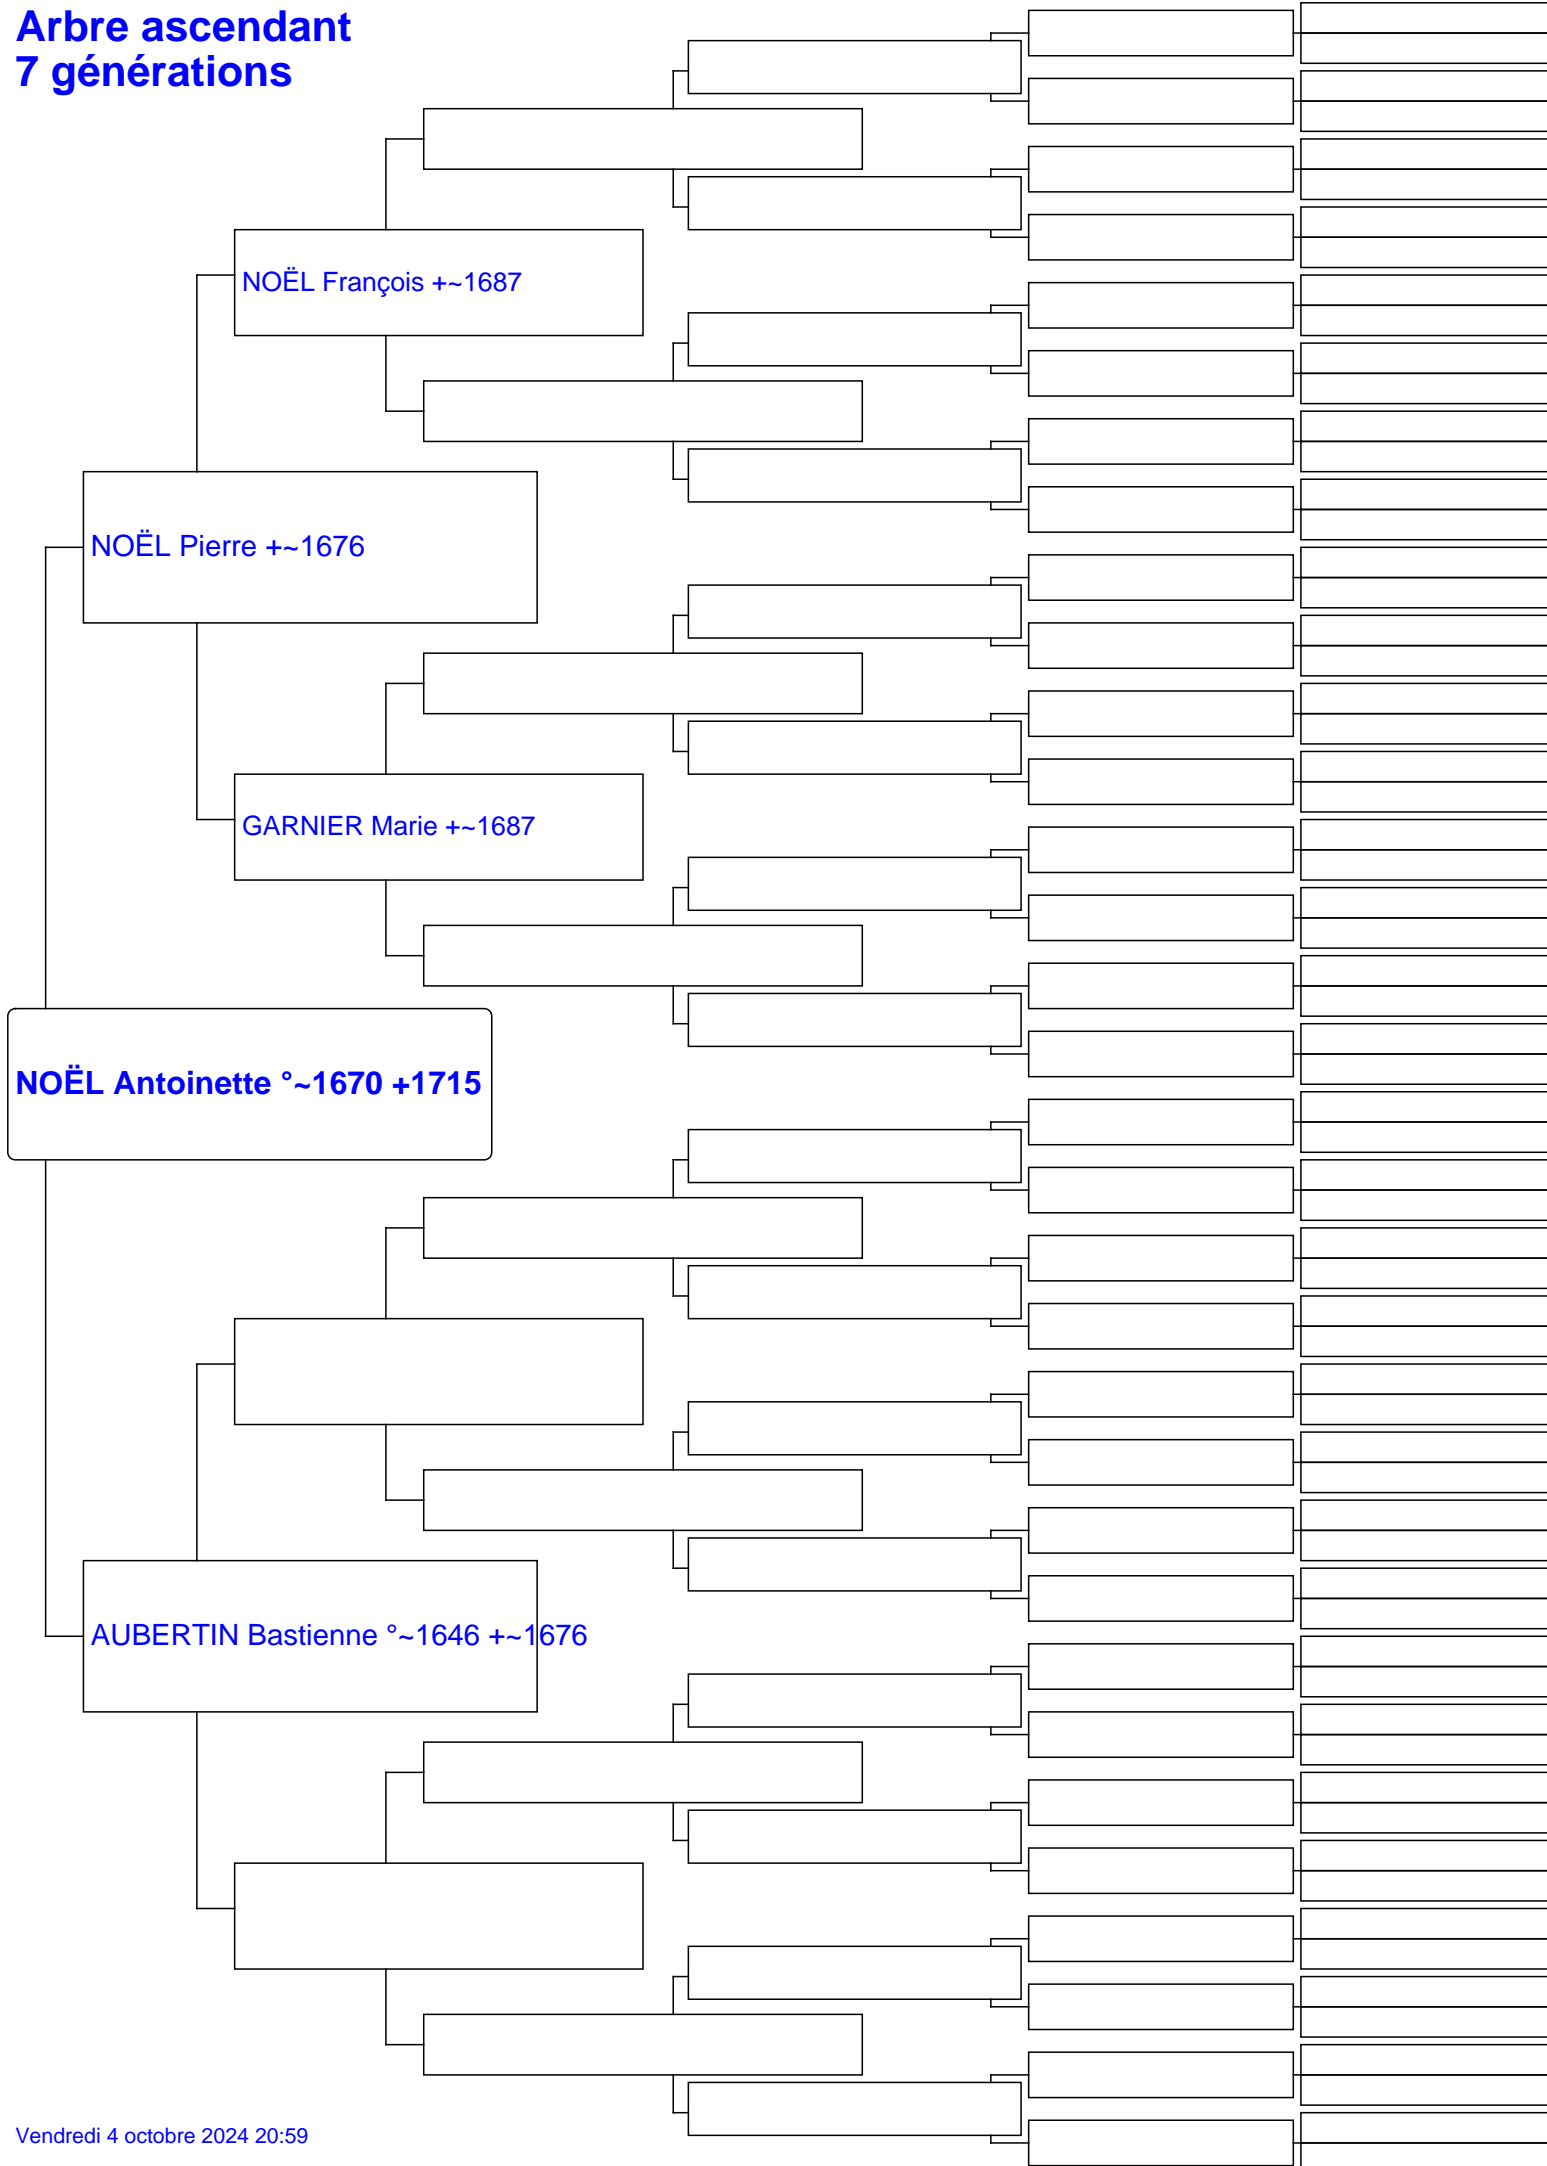 Arbre ascendant
7 générations
NOËL François +~1687
NOËL Pierre +~1676
GARNIER Marie +~1687
NOËL Antoinette °~1670 +1715
AUBERTIN Bastienne °~1646 +~1676
Vendredi 4 octobre 2024 20:59